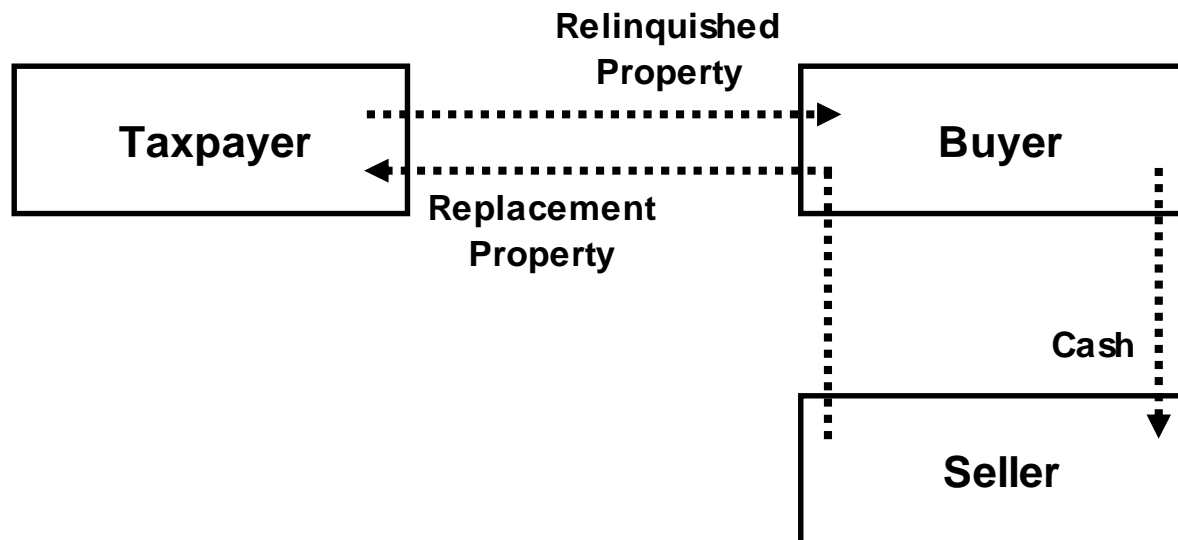 Relinquished
Property
Taxpayer
Buyer
Replacement
Property
Cash
Seller